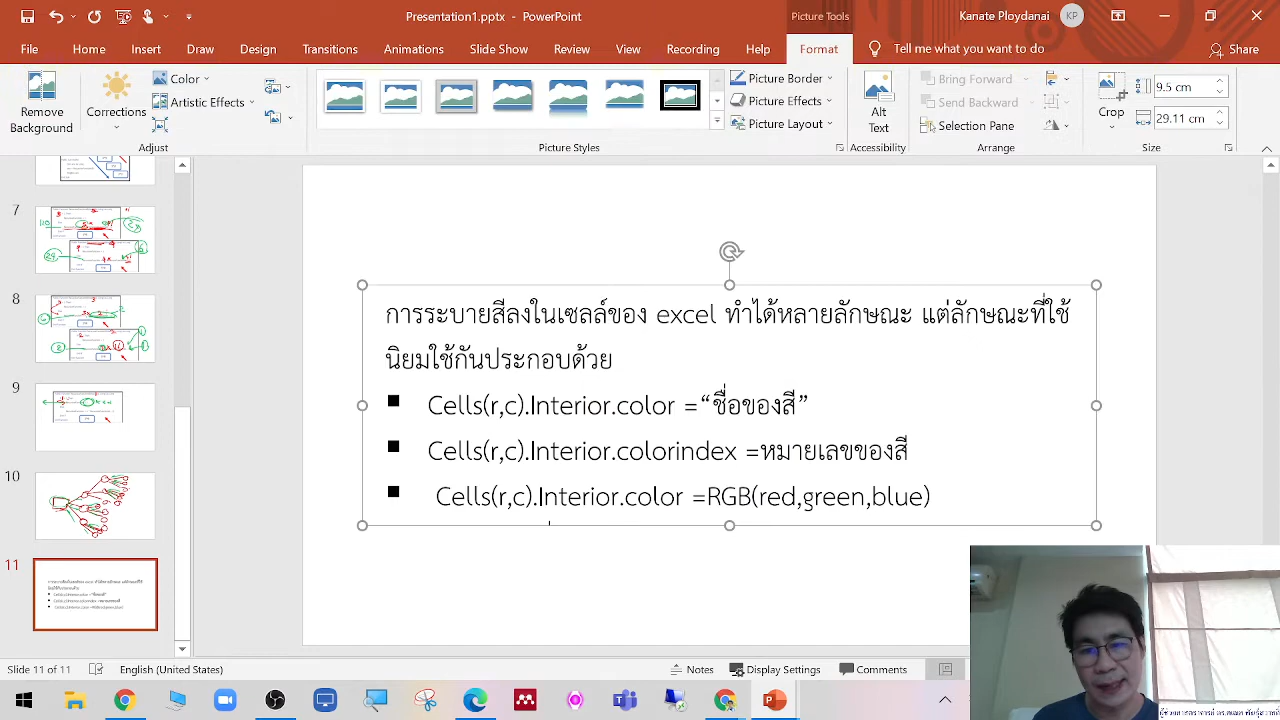 Presentation1.pptx - PowerPoint
Picture Tools
Kanate Ploydanai
KP
File
Home
Insert
Draw
Design
Transitions
Animations
Slide Show
Review
View
Recording
Help
Format
Tell me what you want to do
Share
Remove
Background
Corrections
Color
Artistic Effects
Adjust
Picture Styles
Picture Border
Picture Effects
Picture Layout
Alt
Text
Accessibility
Bring Forward
Send Backward
Selection Pane
Arrange
Crop
9.5 cm
29.11 cm
Size
7
8
9
10
11
การระบายสีลงในเซลล์ของ excel ทำได้หลายลักษณะ แต่ลักษณะที่ใช้
นิยมใช้กันประกอบด้วย
Cells(r,c).Interior.color =“ชื่อของสี”
Cells(r,c).Interior.colorindex =หมายเลขของสี
Cells(r,c).Interior.color =RGB(red,green,blue)
Slide 11 of 11
English (United States)
Notes
Display Settings
Comments